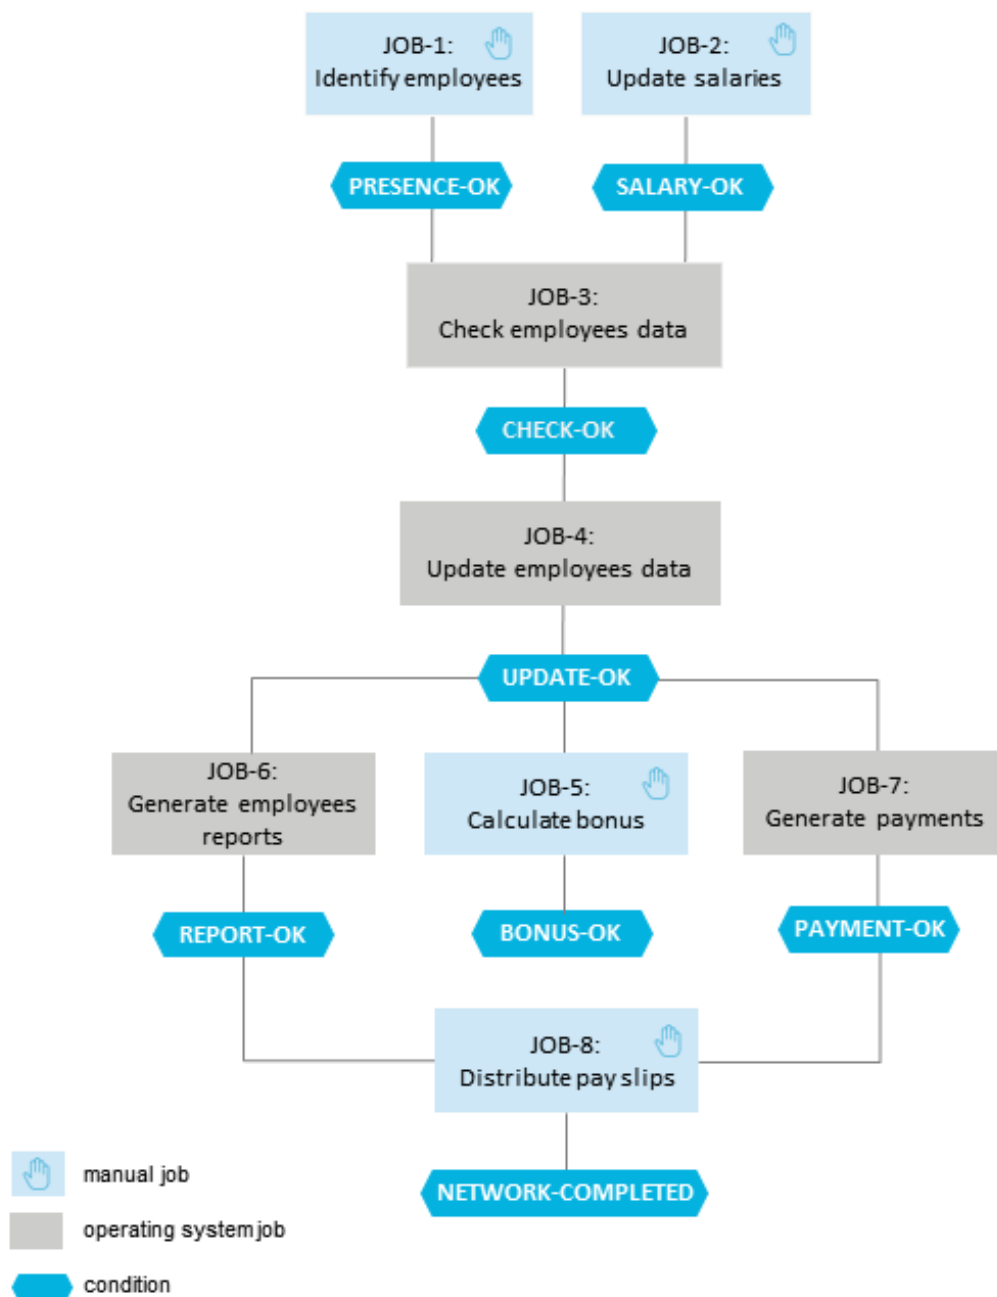 JOB-1:
Identify employees
JOB-2:
Update salaries
PRESENCE-OK
SALARY-OK
JOB-3:
Check employees data
CHECK-OK
JOB-4:
Update employees data
UPDATE-OK
JOB-6:
Generate employees
reports
JOB-5:
Calculate bonus
JOB-7:
Generate payments
REPORT-OK
BONUS-OK
PAYMENT-OK
JOB-8:
Distribute pay slips
NETWORK-COMPLETED
manual job
operating system job
condition